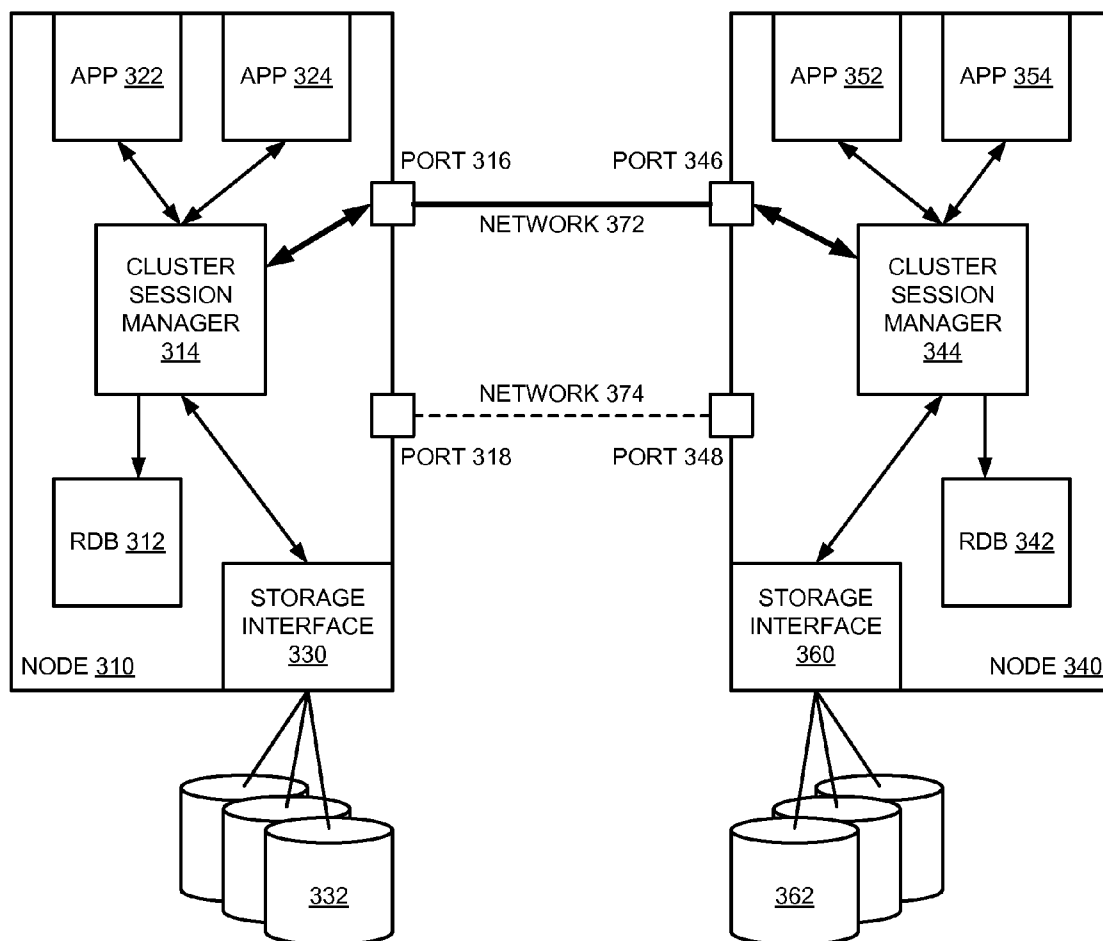 APP 322
APP 324
APP 352
APP 354
PORT 316
PORT 346
NETWORK 372
CLUSTER
SESSION
MANAGER
314
CLUSTER
SESSION
MANAGER
344
NETWORK 374
PORT 318
PORT 348
RDB 312
RDB 342
STORAGE
INTERFACE
330
STORAGE
INTERFACE
360
NODE 310
NODE 340
332
362